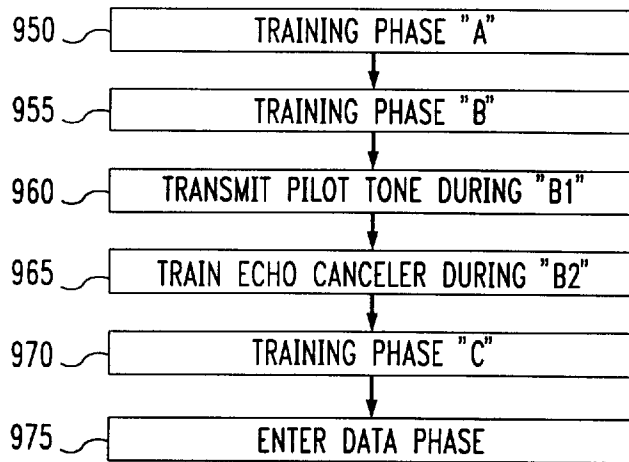 950 TRAINING PHASE "A"
955 TRAINING PHASE "B"
960 TRANSMIT PILOT TONE DURING "B1"
965 TRAIN ECHO CANCELER DURING "B2"
970 TRAINING PHASE "C"
975 ENTER DATA PHASE